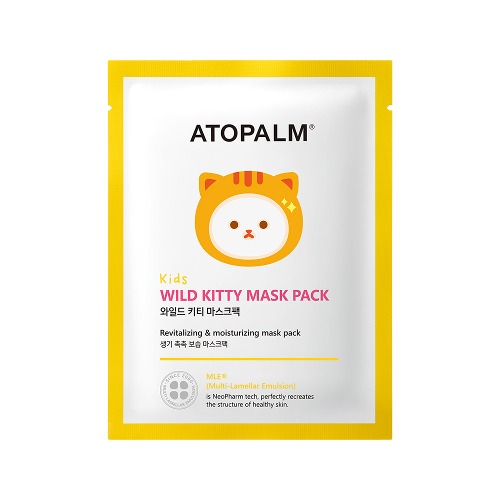 ATOPALM®
Kids
WILD KITTY MASK PACK
와일드 키티 마스크팩
Revitalizing & moisturizing mask pack
생기 촉촉 보습 마스크팩
MLE®
(Multi-Lamellar Emulsion)
is NeoPharm tech, perfectly recreates
the structure of healthy skin.